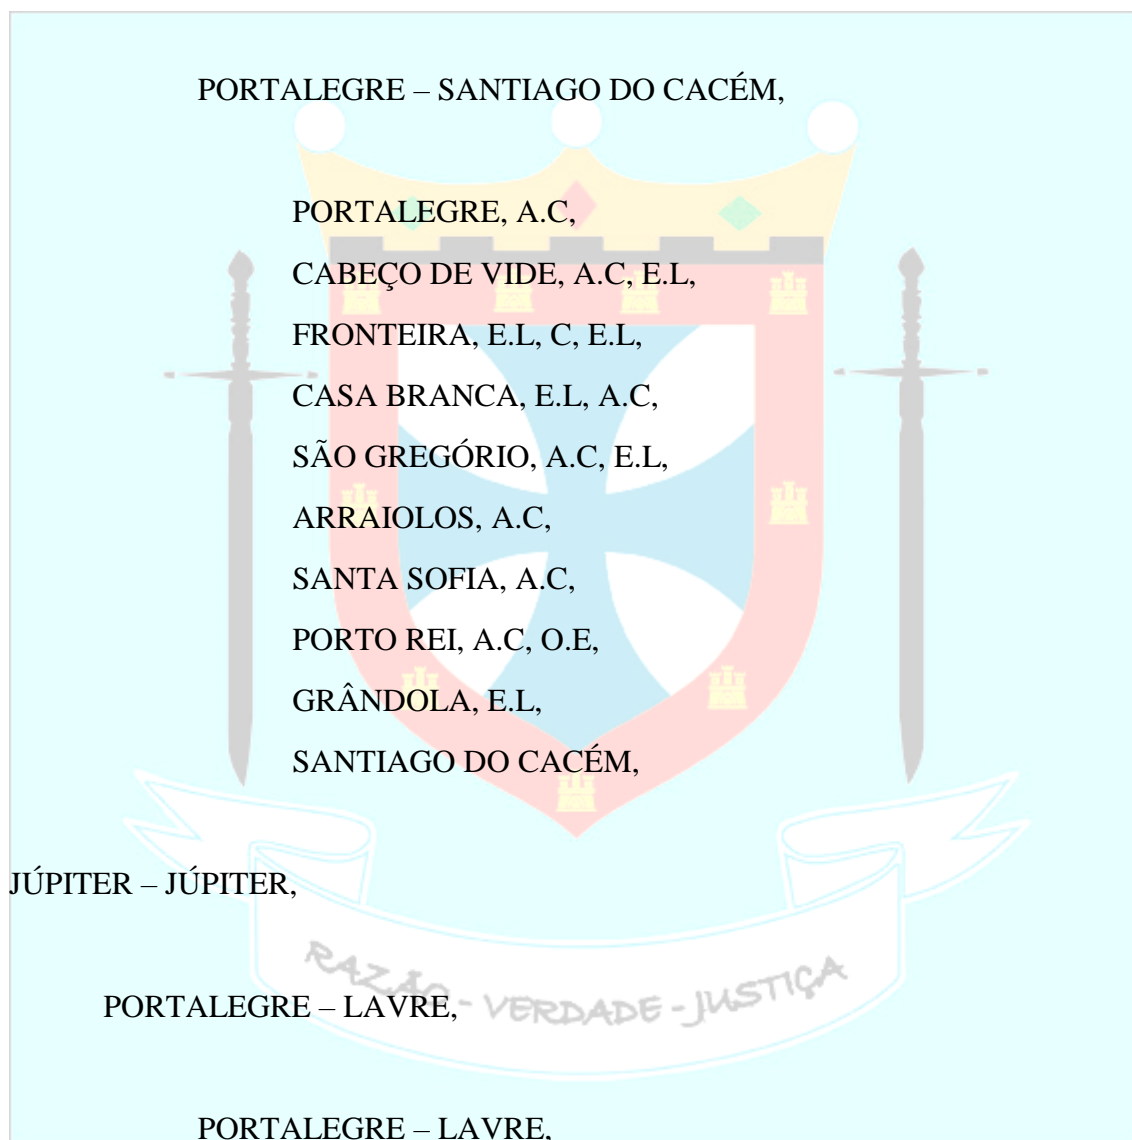 PORTALEGRE – SANTIAGO DO CACÉM,
PORTALEGRE, A.C,
CABEÇO DE VIDE, A.C, E.L,
FRONTEIRA, E.L, C, E.L,
CASA BRANCA, E.L, A.C,
SÃO GREGÓRIO, A.C, E.L,
ARRAIOLOS, A.C,
SANTA SOFIA, A.C,
PORTO REI, A.C, O.E,
GRÂNDOLA, E.L,
SANTIAGO DO CACÉM,
JÚPITER – JÚPITER,
RAZÃO - VERDADE - JUSTIÇA
PORTALEGRE – LAVRE,
PORTALEGRE – LAVRE,